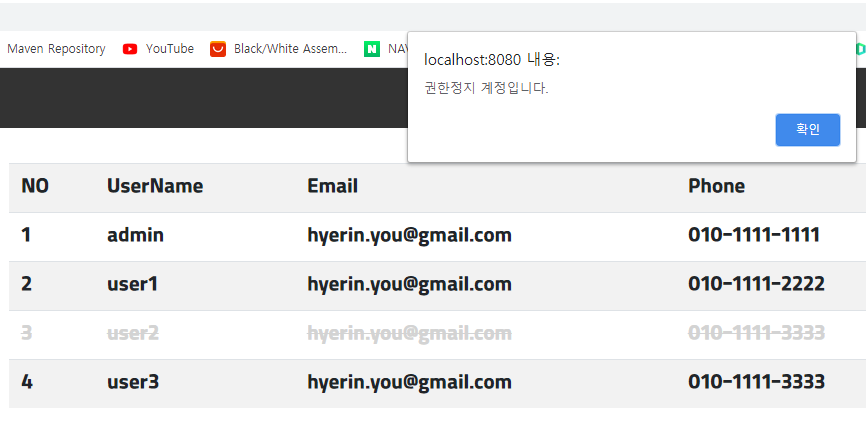 Maven Repository YouTube Black/White Assem... NAV
localhost:8080 내용:
권한정지 계정입니다.
확인
NO UserName Email Phone
1 admin hyerin.you@gmail.com 010-1111-1111
2 user1 hyerin.you@gmail.com 010-1111-2222
3 user2 hyerin.you@gmail.com 010-1111-3333
4 user3 hyerin.you@gmail.com 010-1111-3333